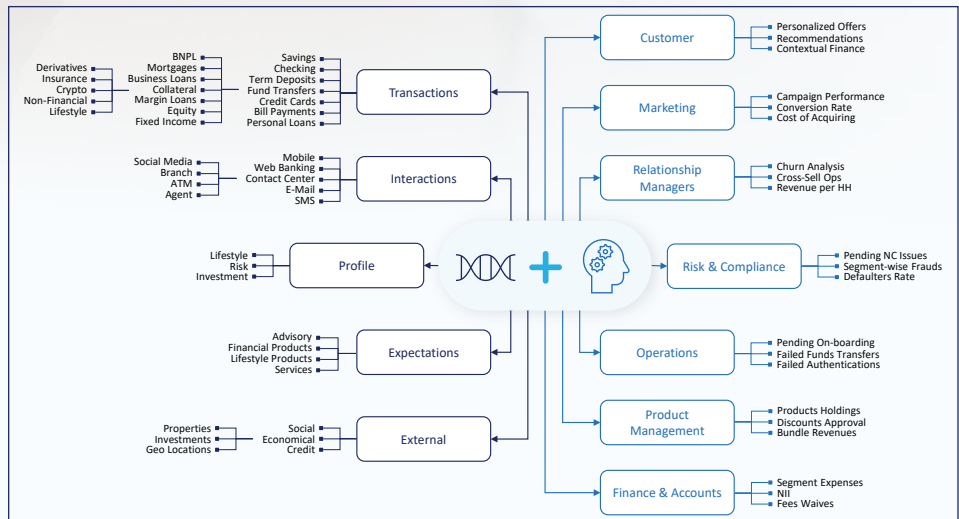 Derivatives
Insurance
Crypto
Non-Financial
Lifestyle
BNPL
Mortgages
Business Loans
Collateral
Margin Loans
Equity
Fixed Income
Savings
Checking
Term Deposits
Fund Transfers
Credit Cards
Bill Payments
Personal Loans
Transactions
Social Media
Branch
ATM
Agent
Mobile
Web Banking
Contact Center
E-Mail
SMS
Interactions
Lifestyle
Risk
Investment
Profile
Advisory
Financial Products
Lifestyle Products
Services
Expectations
Properties
Investments
Geo Locations
Social
Economical
Credit
External
Customer
Personalized Offers
Recommendations
Contextual Finance
Marketing
Campaign Performance
Conversion Rate
Cost of Acquiring
Relationship
Managers
Churn Analysis
Cross-Sell Ops
Revenue per HH
Risk & Compliance
Pending NC Issues
Segment-wise Frauds
Defaulters Rate
Operations
Pending On-boarding
Failed Funds Transfers
Failed Authentications
Product
Management
Products Holdings
Discounts Approval
Bundle Revenues
Finance & Accounts
Segment Expenses
NII
Fees Waives